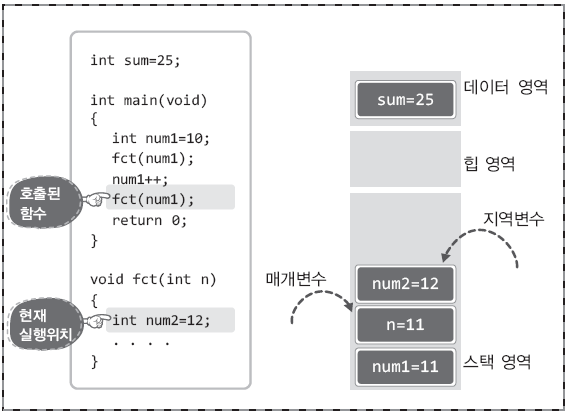 int sum=25;
int main(void)
{
int num1=10;
fct(num1);
num1++;
fct(num1);
return 0;
}
void fct(int n)
{
int num2=12;
. . . .
}
호출된
함수
현재
실행위치
sum=25
데이터 영역
힙 영역
지역변수
매개변수
num2=12
n=11
num1=11
스택 영역